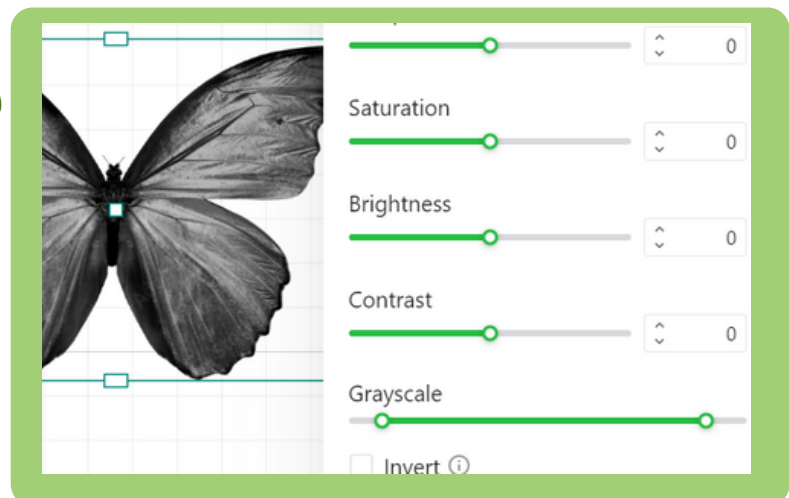 0
Saturation
0
Brightness
0
Contrast
0
Grayscale
Invert